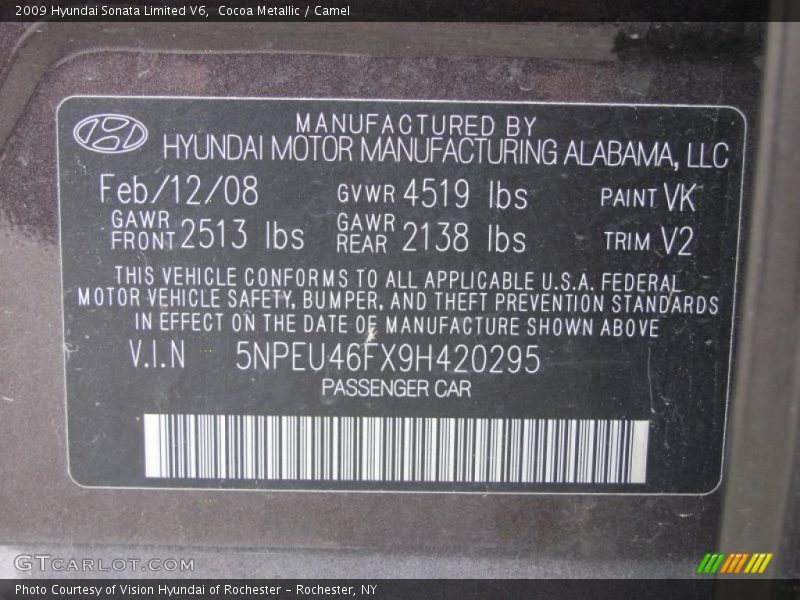 2009 Hyundai Sonata Limited V6, Cocoa Metallic / Camel
MANUFACTURED BY
HYUNDAI MOTOR MANUFACTURING ALABAMA, LLC
Feb/12/08 GVWR 4519 lbs PAINT VK
GAWR FRONT 2513 lbs GAWR REAR 2138 lbs TRIM V2
THIS VEHICLE CONFORMS TO ALL APPLICABLE U.S.A. FEDERAL
MOTOR VEHICLE SAFETY, BUMPER, AND THEFT PREVENTION STANDARDS
IN EFFECT ON THE DATE OF MANUFACTURE SHOWN ABOVE
V.I.N 5NPEU46FX9H420295
PASSENGER CAR
GTCARLOT.COM
Photo Courtesy of Vision Hyundai of Rochester - Rochester, NY